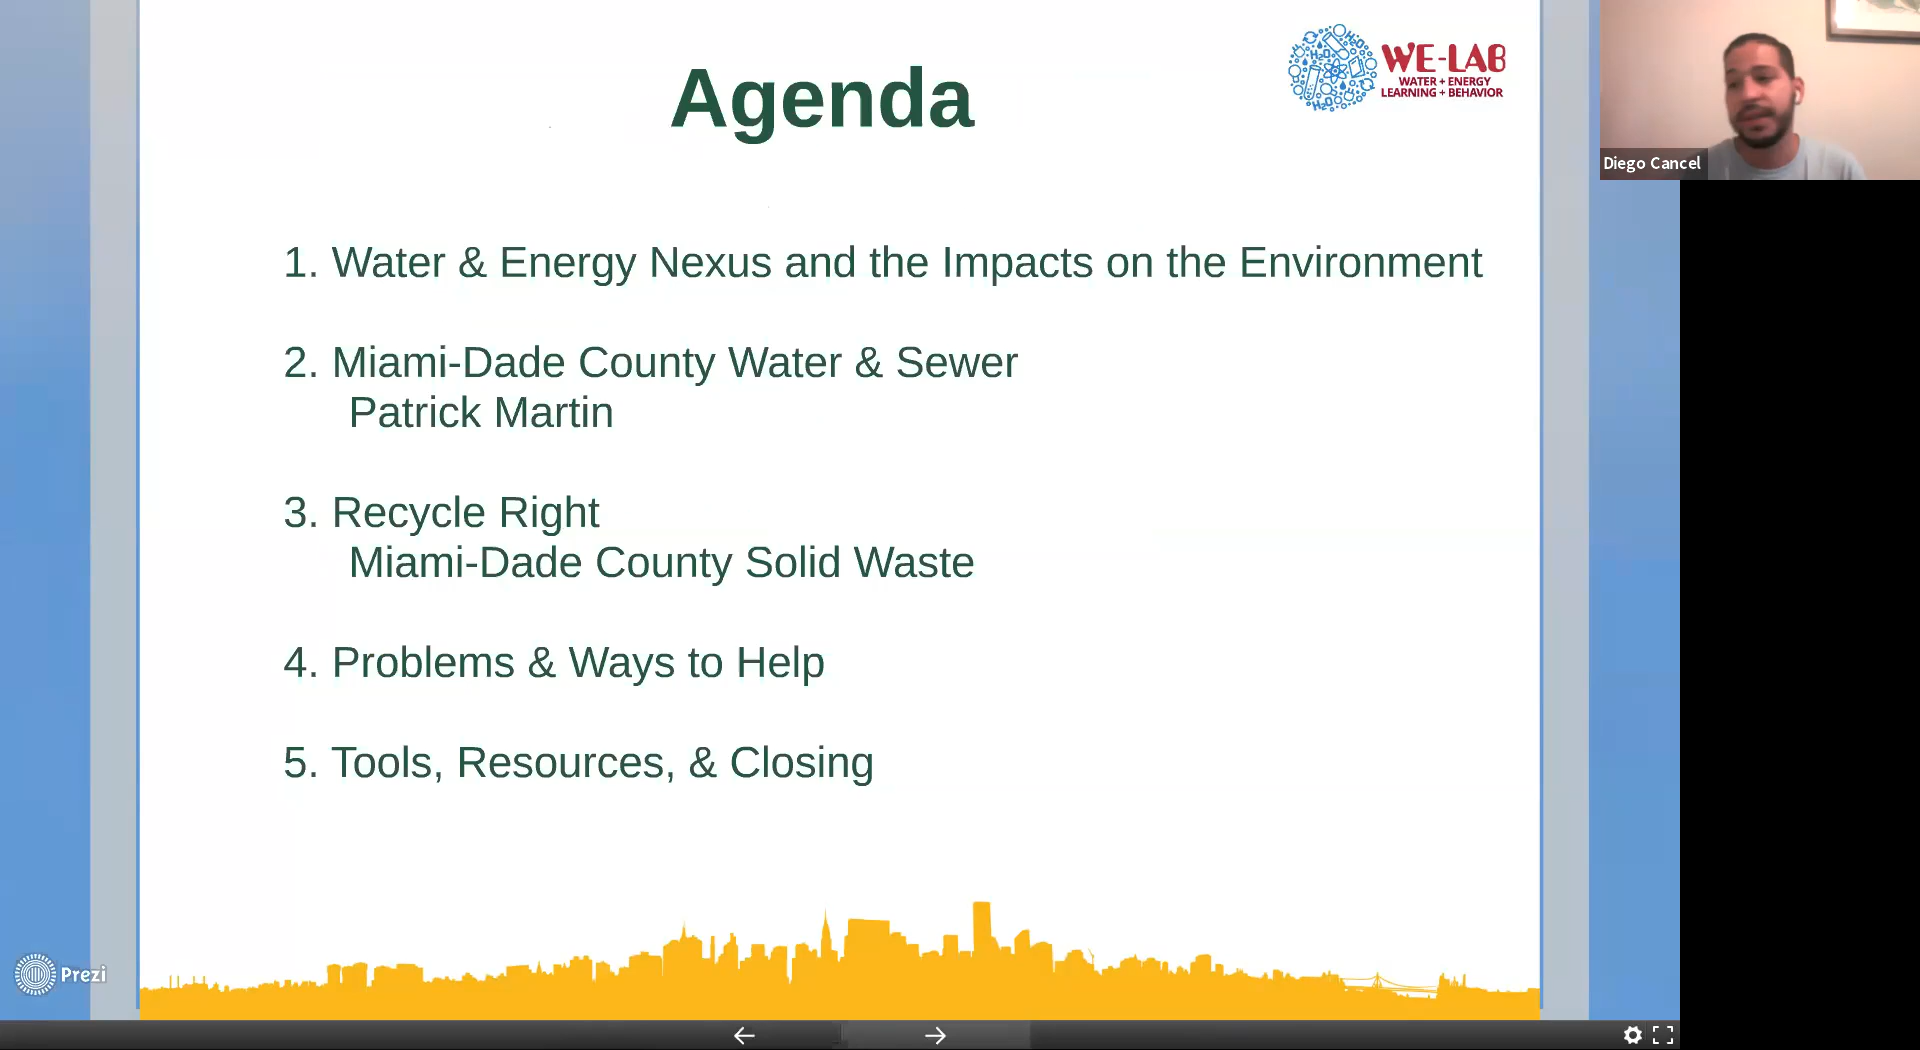 Agenda
WE-LAB
WATER + ENERGY
LEARNING + BEHAVIOR
Diego Cancel
1. Water & Energy Nexus and the Impacts on the Environment
2. Miami-Dade County Water & Sewer
Patrick Martin
3. Recycle Right
Miami-Dade County Solid Waste
4. Problems & Ways to Help
5. Tools, Resources, & Closing
Prezi